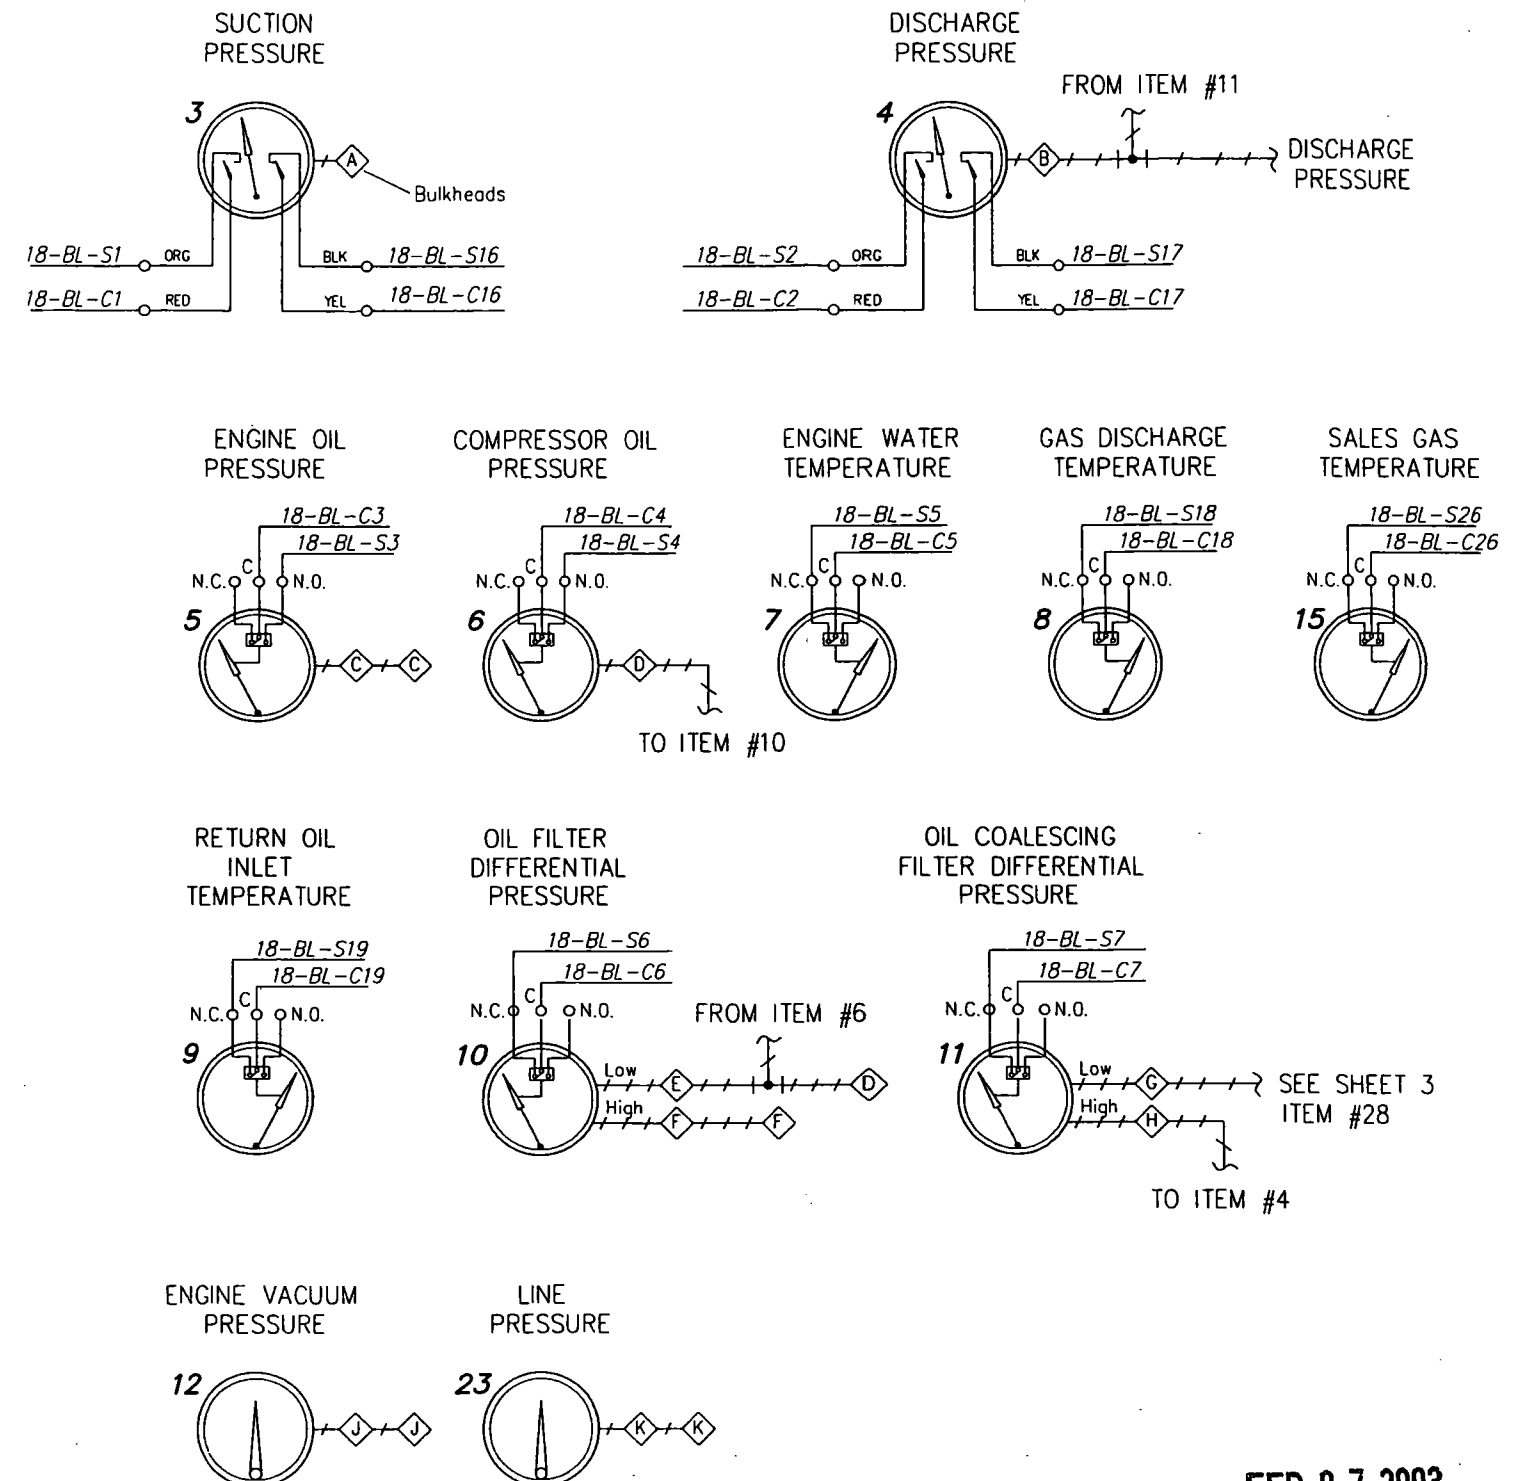 SUCTION
PRESSURE
3
A
Bulkheads
18-BL-S1
ORG
BLK
18-BL-S16
18-BL-C1
RED
YEL
18-BL-C16
DISCHARGE
PRESSURE
FROM ITEM #11
4
B
DISCHARGE
PRESSURE
18-BL-S2
ORG
BLK
18-BL-S17
18-BL-C2
RED
YEL
18-BL-C17
ENGINE OIL
PRESSURE
18-BL-C3
18-BL-S3
N.C.
C
N.O.
5
C
C
COMPRESSOR OIL
PRESSURE
18-BL-C4
18-BL-S4
N.C.
C
N.O.
6
D
TO ITEM #10
ENGINE WATER
TEMPERATURE
18-BL-S5
18-BL-C5
N.C.
C
N.O.
7
GAS DISCHARGE
TEMPERATURE
18-BL-S18
18-BL-C18
N.C.
C
N.O.
8
SALES GAS
TEMPERATURE
18-BL-S26
18-BL-C26
N.C.
C
N.O.
15
RETURN OIL
INLET
TEMPERATURE
18-BL-S19
18-BL-C19
N.C.
C
N.O.
9
OIL FILTER
DIFFERENTIAL
PRESSURE
18-BL-S6
18-BL-C6
N.C.
C
N.O.
FROM ITEM #6
10
Low
E
D
High
F
F
OIL COALESCING
FILTER DIFFERENTIAL
PRESSURE
18-BL-S7
18-BL-C7
N.C.
C
N.O.
11
Low
G
SEE SHEET 3
ITEM #28
High
H
TO ITEM #4
ENGINE VACUUM
PRESSURE
12
J
J
LINE
PRESSURE
23
K
K